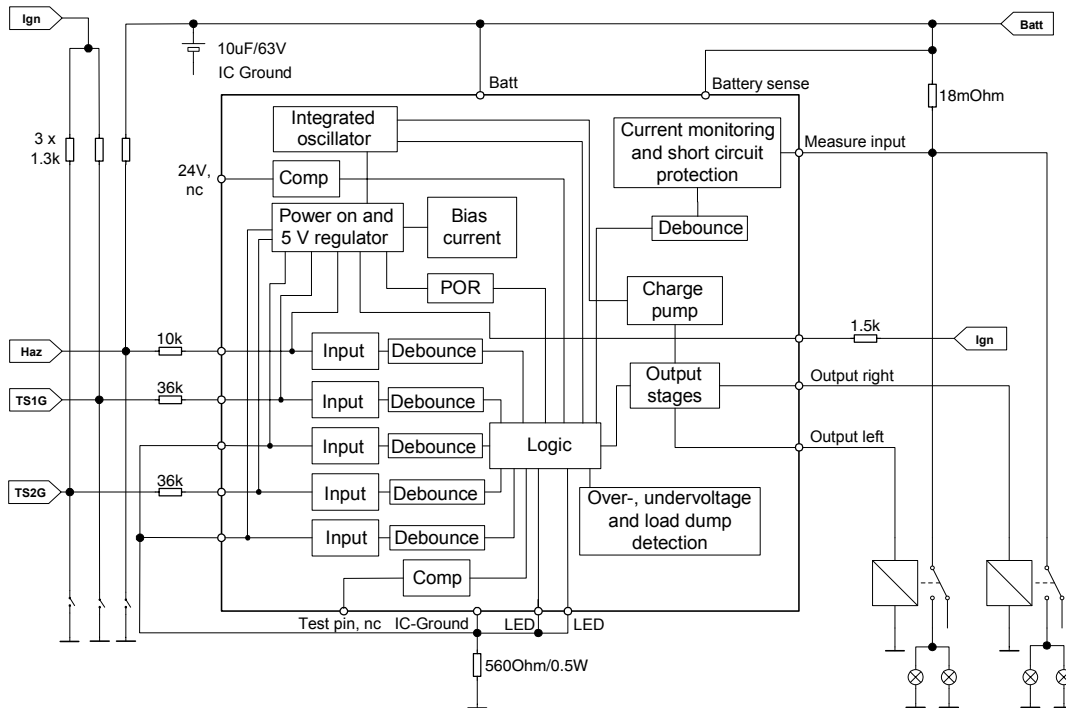 Ign
Batt
10uF/63V
IC Ground
Batt
Battery sense
18mOhm
3 x
1.3k
Integrated
oscillator
Current monitoring
and short circuit
protection
Measure input
24V,
nc
Comp
Power on and
5 V regulator
Bias
current
Debounce
POR
Charge
pump
Haz
10k
Input
Debounce
1.5k
Ign
TS1G
36k
Input
Debounce
Output
stages
Output right
Input
Debounce
Logic
Output left
TS2G
36k
Input
Debounce
Over-, undervoltage
and load dump
detection
Input
Debounce
Comp
Test pin, nc
IC-Ground
LED
LED
560Ohm/0.5W